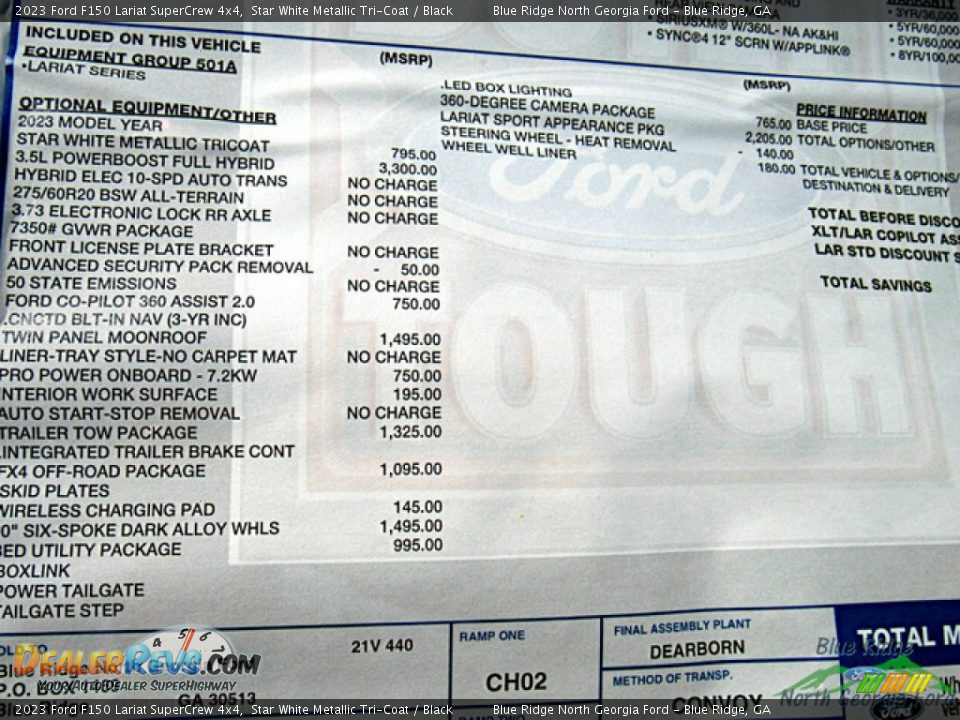 2023 Ford F150 Lariat SuperCrew 4x4, Star White Metallic Tri-Coat / Black Blue Ridge North Georgia Ford - Blue Ridge, GA
INCLUDED ON THIS VEHICLE
(MSRP)
EQUIPMENT GROUP 501A
•LARIAT SERIES
OPTIONAL EQUIPMENT/OTHER
2023 MODEL YEAR
STAR WHITE METALLIC TRICOAT 795.00
3.5L POWERBOOST FULL HYBRID 3,300.00
HYBRID ELEC 10-SPD AUTO TRANS NO CHARGE
275/60R20 BSW ALL-TERRAIN NO CHARGE
3.73 ELECTRONIC LOCK RR AXLE NO CHARGE
7350# GVWR PACKAGE
FRONT LICENSE PLATE BRACKET NO CHARGE
ADVANCED SECURITY PACK REMOVAL - 50.00
50 STATE EMISSIONS NO CHARGE
FORD CO-PILOT 360 ASSIST 2.0 750.00
.CNCTD BLT-IN NAV (3-YR INC)
TWIN PANEL MOONROOF 1,495.00
LINER-TRAY STYLE-NO CARPET MAT NO CHARGE
PRO POWER ONBOARD - 7.2KW 750.00
INTERIOR WORK SURFACE 195.00
AUTO START-STOP REMOVAL NO CHARGE
TRAILER TOW PACKAGE 1,325.00
.INTEGRATED TRAILER BRAKE CONT
FX4 OFF-ROAD PACKAGE 1,095.00
SKID PLATES
WIRELESS CHARGING PAD 145.00
0" SIX-SPOKE DARK ALLOY WHLS 1,495.00
BED UTILITY PACKAGE 995.00
BOXLINK
POWER TAILGATE
TAILGATE STEP
• SIRIUSXM® W/360L- NA AK&HI
• SYNC®4 12" SCRN W/APPLINK®
• 3YR/36,000
• 5YR/60,000
• 5YR/60,000
• 8YR/100,00
(MSRP)
.LED BOX LIGHTING
360-DEGREE CAMERA PACKAGE 765.00
LARIAT SPORT APPEARANCE PKG 2,205.00
STEERING WHEEL - HEAT REMOVAL - 140.00
WHEEL WELL LINER 180.00
PRICE INFORMATION
BASE PRICE
TOTAL OPTIONS/OTHER
TOTAL VEHICLE & OPTIONS/
DESTINATION & DELIVERY
TOTAL BEFORE DISCO
XLT/LAR COPILOT ASS
LAR STD DISCOUNT S
TOTAL SAVINGS
Ford
TOUGH
21V 440
RAMP ONE
CH02
FINAL ASSEMBLY PLANT
DEARBORN
METHOD OF TRANSP.
CONVOY
TOTAL M
P.O. BOX
GA 30513
DealerRevs.com
Your Auto Dealer SuperHighway
Blue Ridge
North Georgia Ford
2023 Ford F150 Lariat SuperCrew 4x4, Star White Metallic Tri-Coat / Black Blue Ridge North Georgia Ford - Blue Ridge, GA